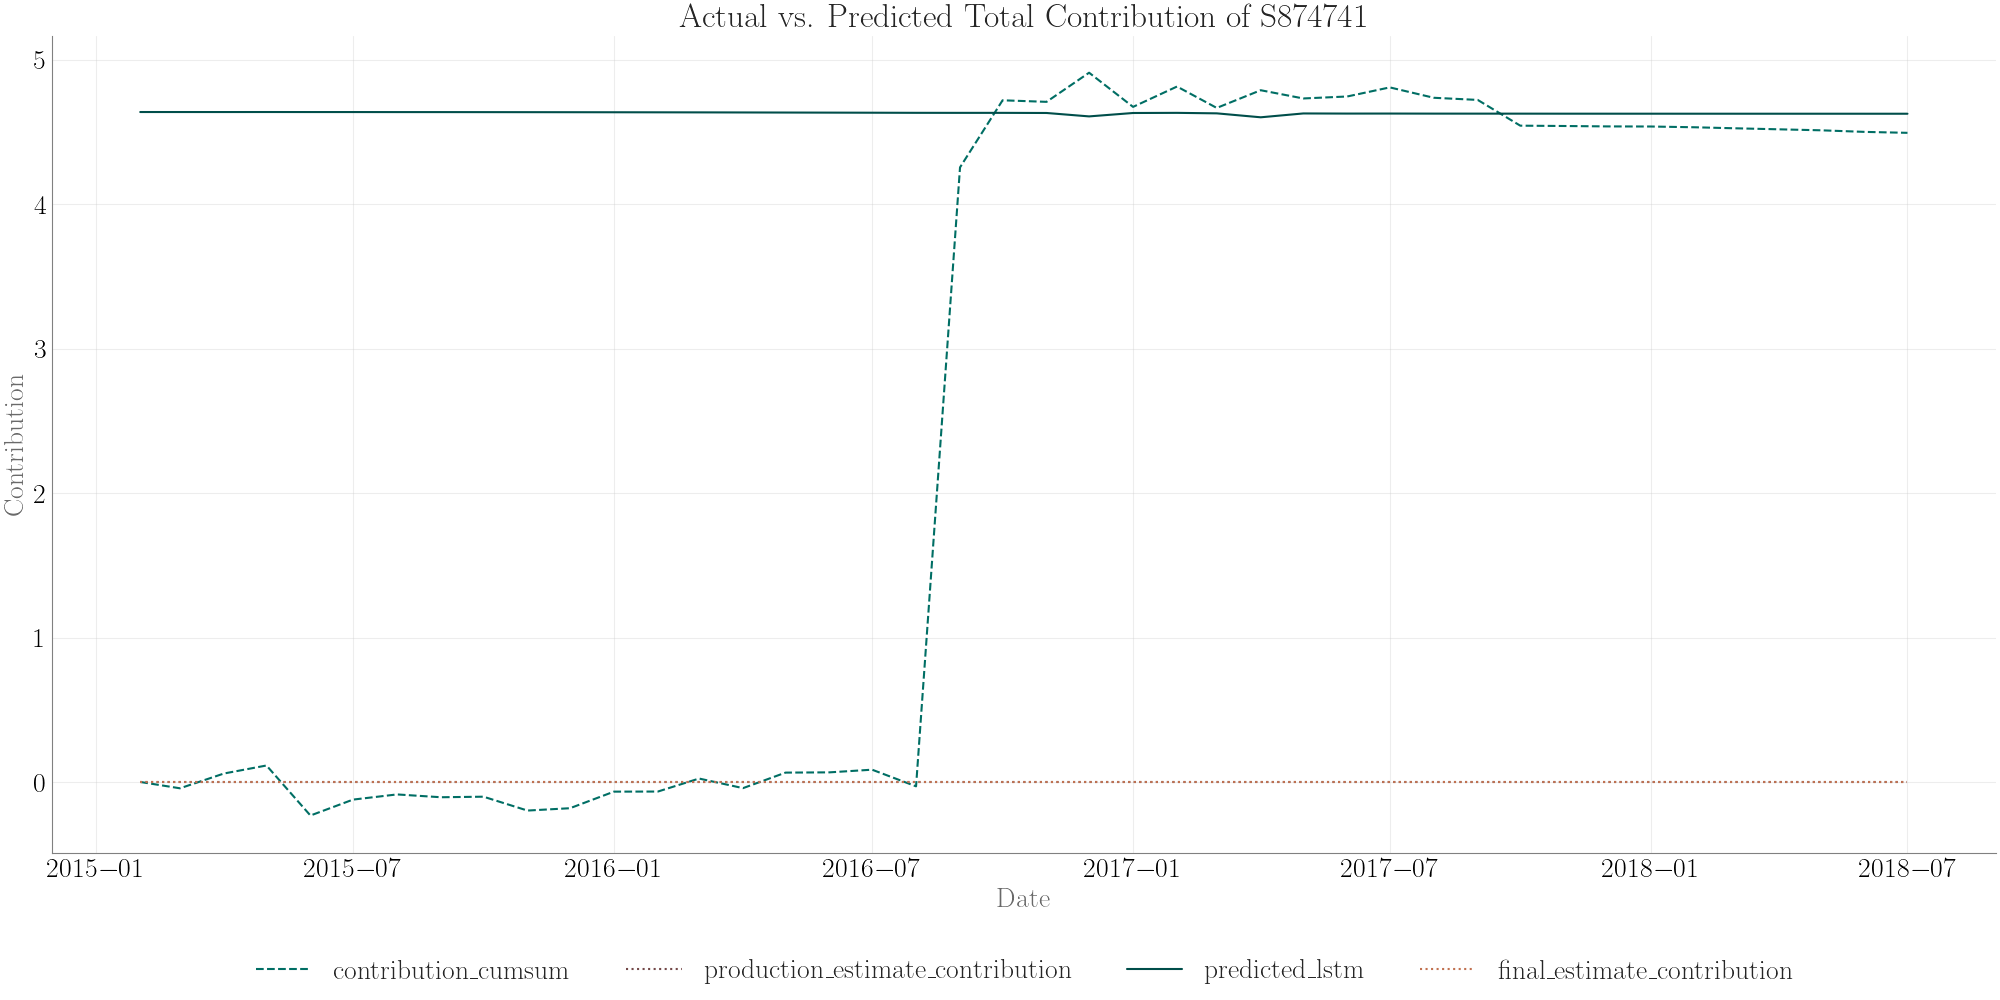 Actual vs. Predicted Total Contribution of S874741
5
4
3
2
1
0
Contribution
2015−01 2015−07 2016−01 2016−07 2017−01 2017−07 2018−01 2018−07
Date
contribution_cumsum production_estimate_contribution predicted_lstm final_estimate_contribution